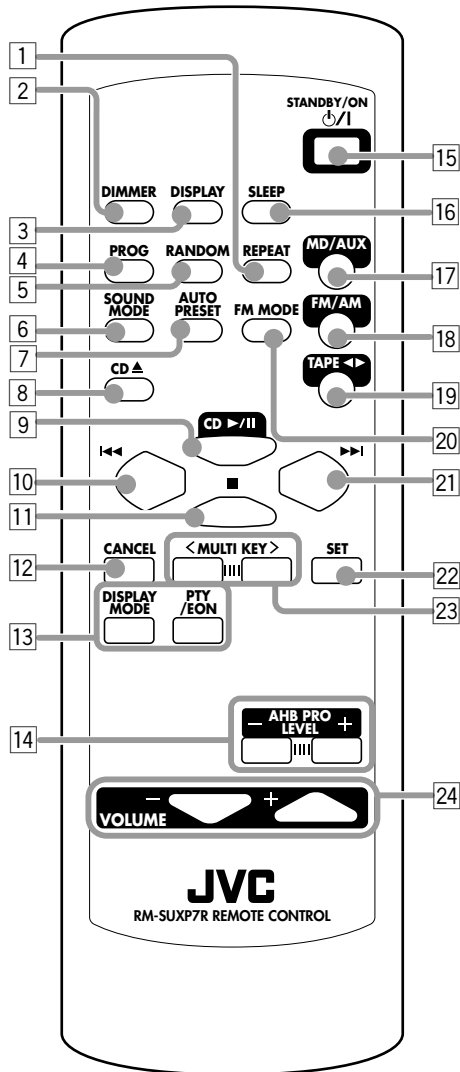 1
2
STANDBY/ON
⏻/I
15
DIMMER DISPLAY SLEEP
3
16
4
PROG RANDOM REPEAT MD/AUX
5
17
SOUND MODE AUTO PRESET FM MODE FM/AM
6
18
7
CD ⏏ TAPE ◄►
8
19
9
CD ►/II
20
I◄◄ ►►I
10
■
21
11
12
CANCEL <MULTI KEY> SET
22
DISPLAY MODE PTY /EON
23
13
– AHB PRO LEVEL +
14
– +
24
VOLUME
JVC
RM-SUXP7R REMOTE CONTROL